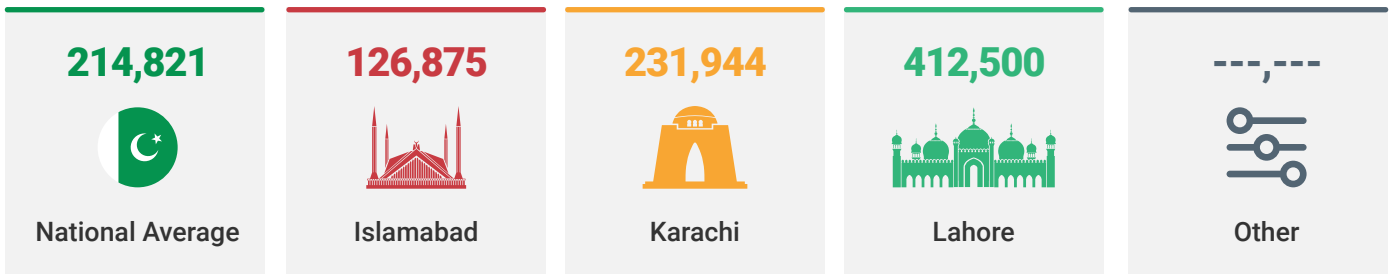 214,821
National Average
126,875
Islamabad
231,944
Karachi
412,500
Lahore
---,---
Other